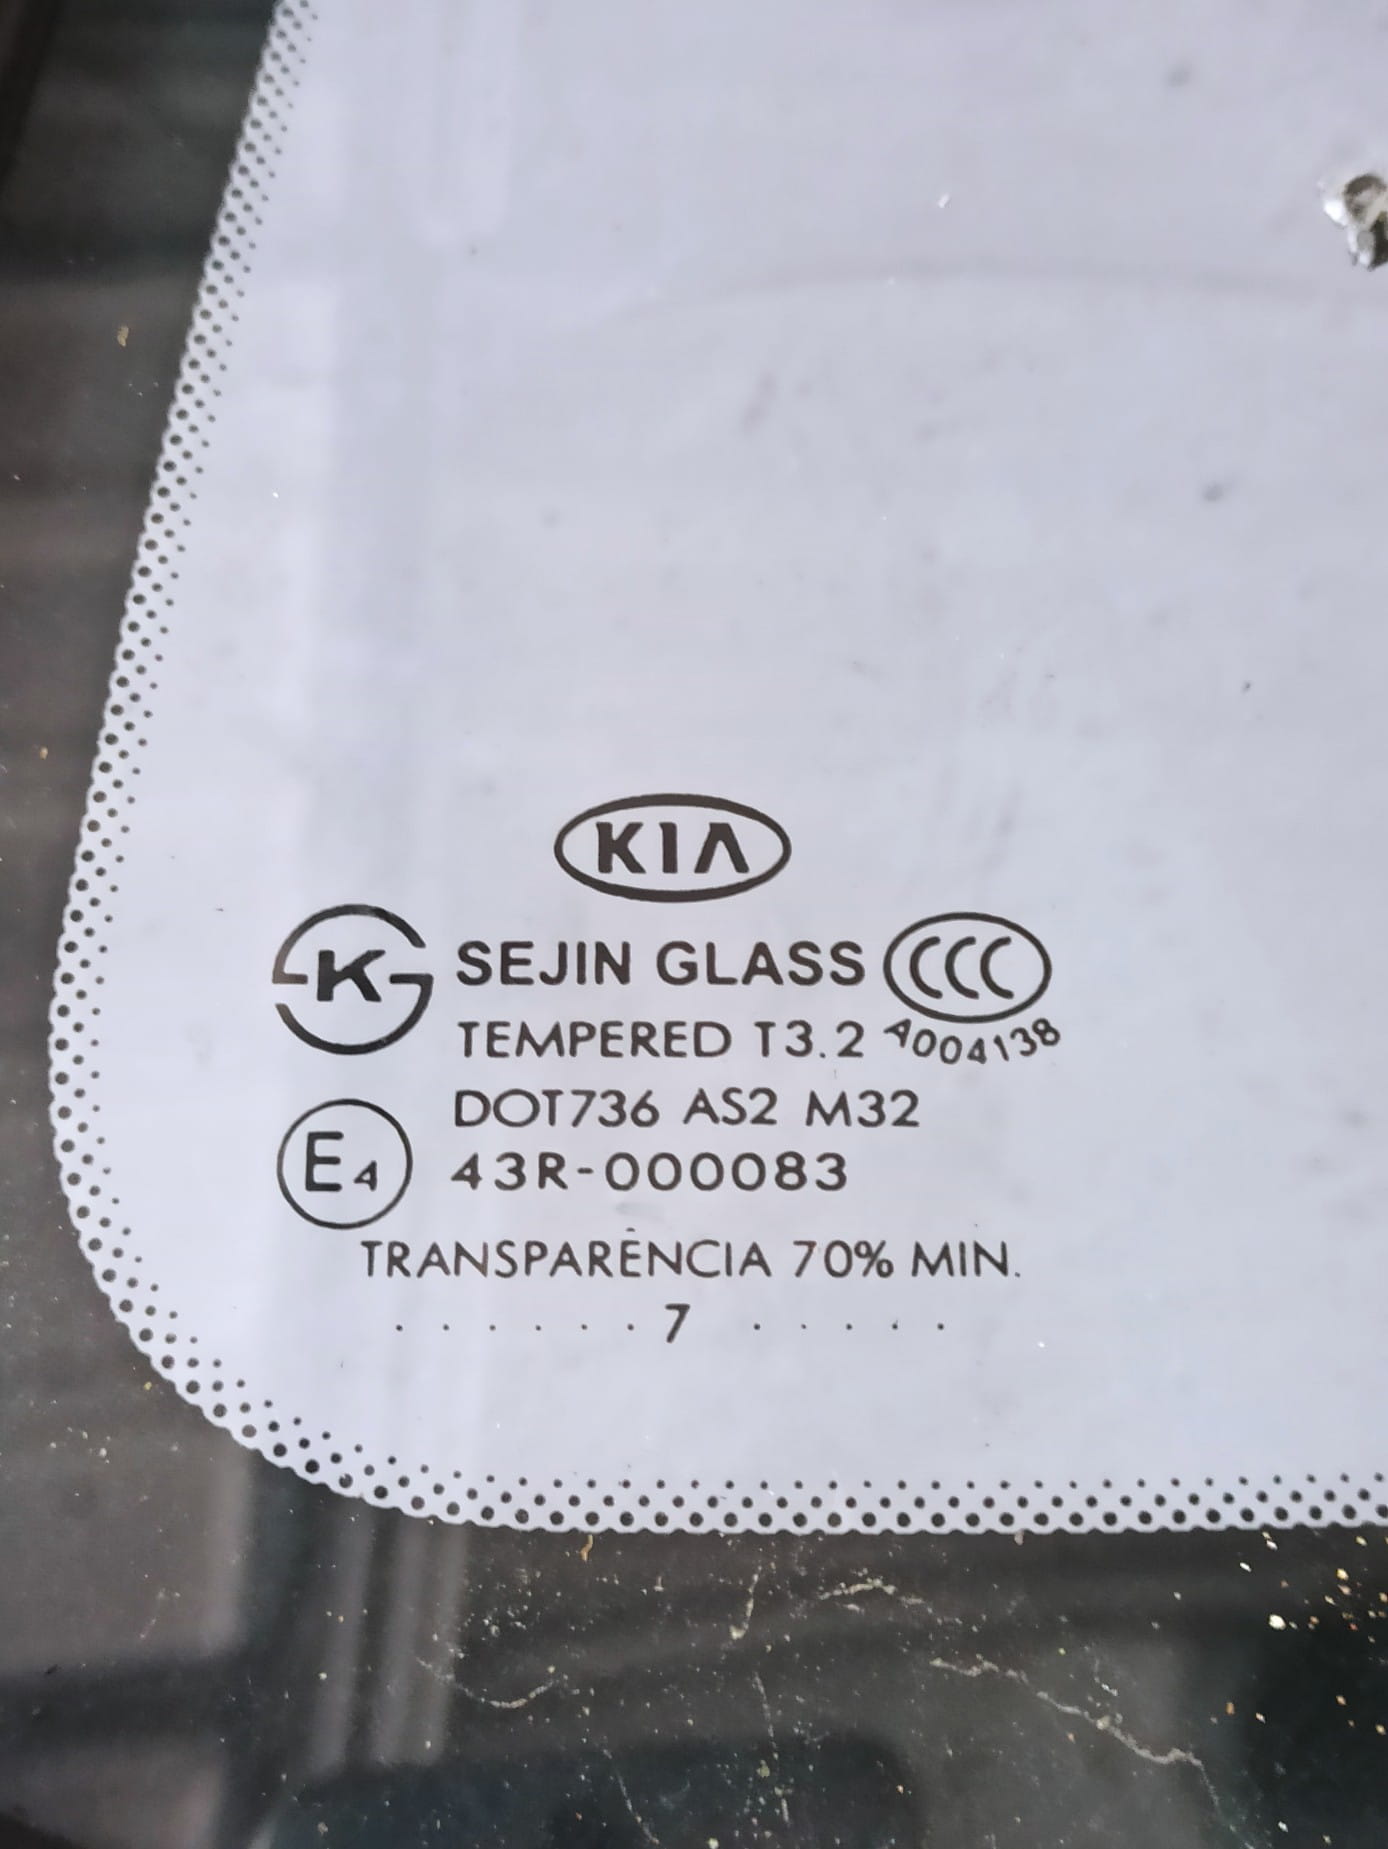 KIA
K SEJIN GLASS CCC
TEMPERED T3.2 A004138
DOT736 AS2 M32
E4 43R-000083
TRANSPARÊNCIA 70% MIN.
. . . . . . 7 . . . . .